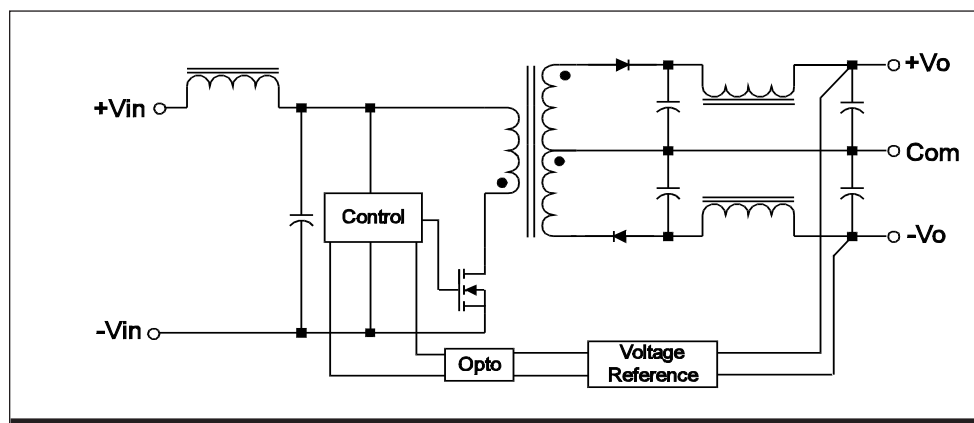 +Vin
-Vin
Control
Opto
Voltage
Reference
+Vo
Com
-Vo